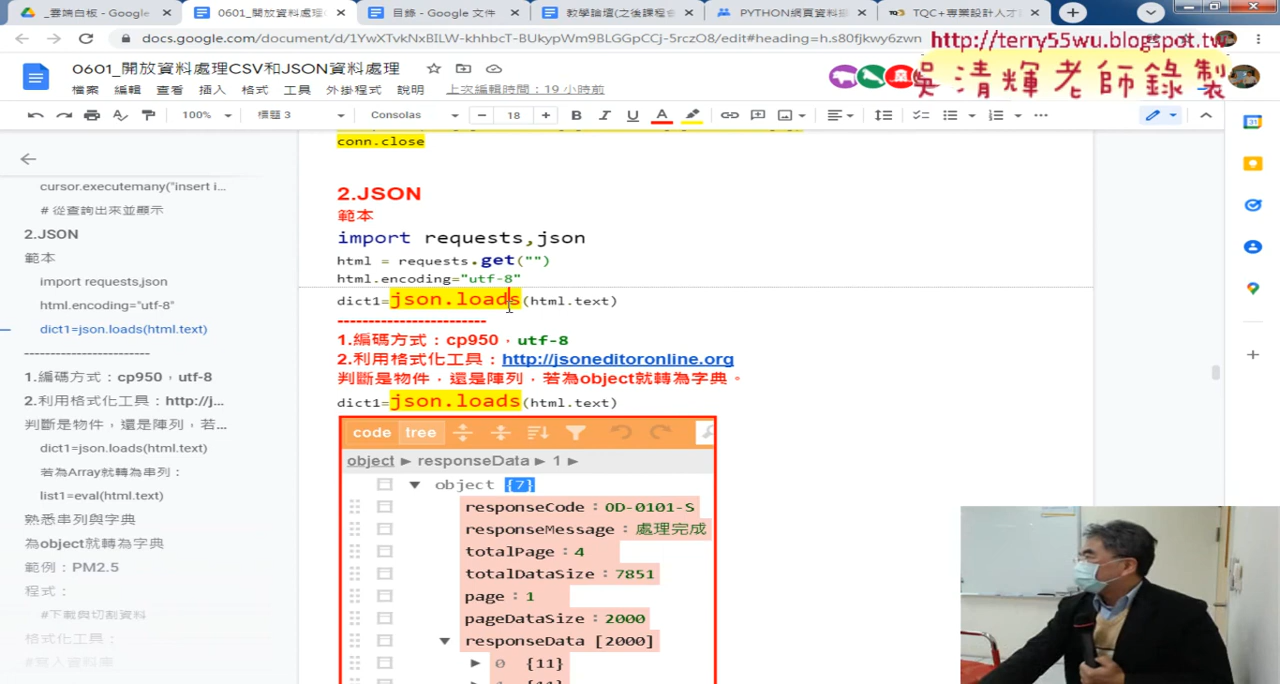 _雲端白板 - Google
0601_開放資料處理C
目錄 - Google 文件
教學論壇(之後課程會
PYTHON網頁資料擷
TQC+專業設計人才
docs.google.com/document/d/1YwXTvkNxBILW-khhbcT-BUkypWm9BLGGpCCj-5rczO8/edit#heading=h.s80fjkwy6zwn
http://terry55wu.blogspot.tw
吳清輝老師錄製
0601_開放資料處理CSV和JSON資料處理
檔案 編輯 查看 插入 格式 工具 外掛程式 說明 上次編輯時間：19 小時前
100% 標題 3 Consolas − 18 + B I U A
cursor.executemany("insert i...
# 從查詢出來並顯示
2.JSON
範本
import requests,json
html.encoding="utf-8"
dict1=json.loads(html.text)
------------------------
1.編碼方式：cp950，utf-8
2.利用格式化工具：http://j...
判斷是物件，還是陣列，若...
dict1=json.loads(html.text)
若為Array就轉為串列：
list1=eval(html.text)
熟悉串列與字典
為object就轉為字典
範例：PM2.5
程式：
#下載與切割資料
格式化工具：
#寫入資料庫
conn.close
2.JSON
範本
import requests,json
html = requests.get("")
html.encoding="utf-8"
dict1=json.loads(html.text)
------------------------
1.編碼方式：cp950，utf-8
2.利用格式化工具：http://jsoneditoronline.org
判斷是物件，還是陣列，若為object就轉為字典。
dict1=json.loads(html.text)
code tree
object ► responseData ► 1 ►
object {7}
responseCode : OD-0101-S
responseMessage : 處理完成
totalPage : 4
totalDataSize : 7851
page : 1
pageDataSize : 2000
responseData [2000]
0 {11}
31